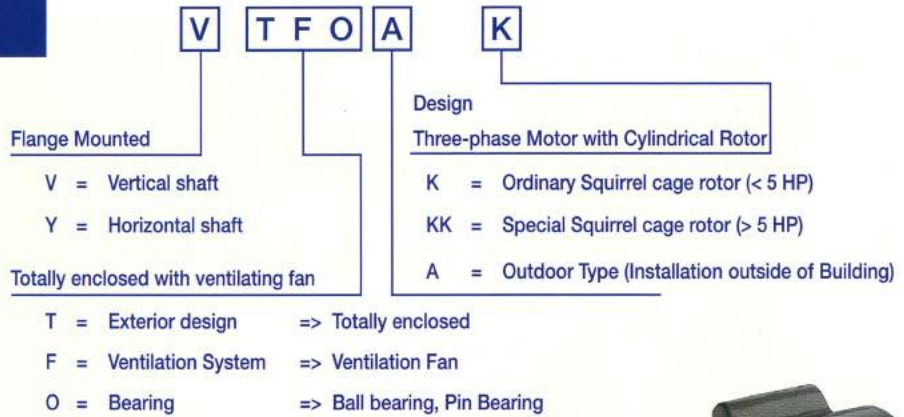 V TFO A K
Design
Flange Mounted
Three-phase Motor with Cylindrical Rotor
V = Vertical shaft
K = Ordinary Squirrel cage rotor (< 5 HP)
Y = Horizontal shaft
KK = Special Squirrel cage rotor (> 5 HP)
Totally enclosed with ventilating fan
A = Outdoor Type (Installation outside of Building)
T = Exterior design => Totally enclosed
F = Ventilation System => Ventilation Fan
O = Bearing => Ball bearing, Pin Bearing